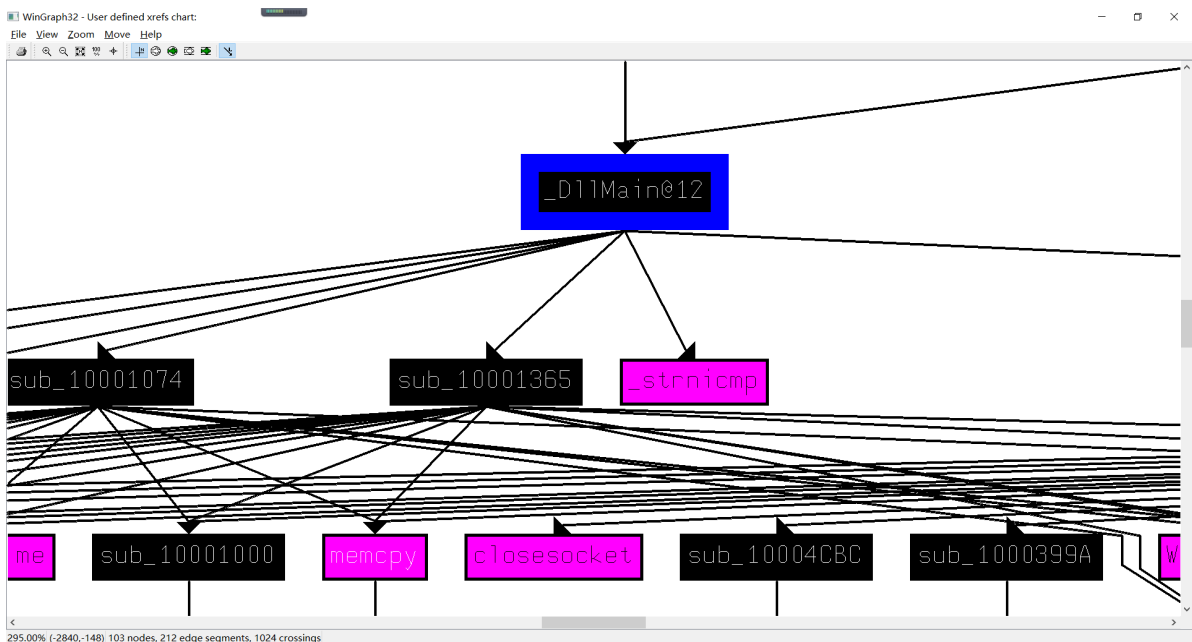 WinGraph32 - User defined xrefs chart:
File View Zoom Move Help
100
_DllMain@12
sub_10001074
sub_10001365
_strnicmp
me
sub_10001000
memcpy
closesocket
sub_10004CBC
sub_1000399A
W
295.00% (-2840,-148) 103 nodes, 212 edge segments, 1024 crossings